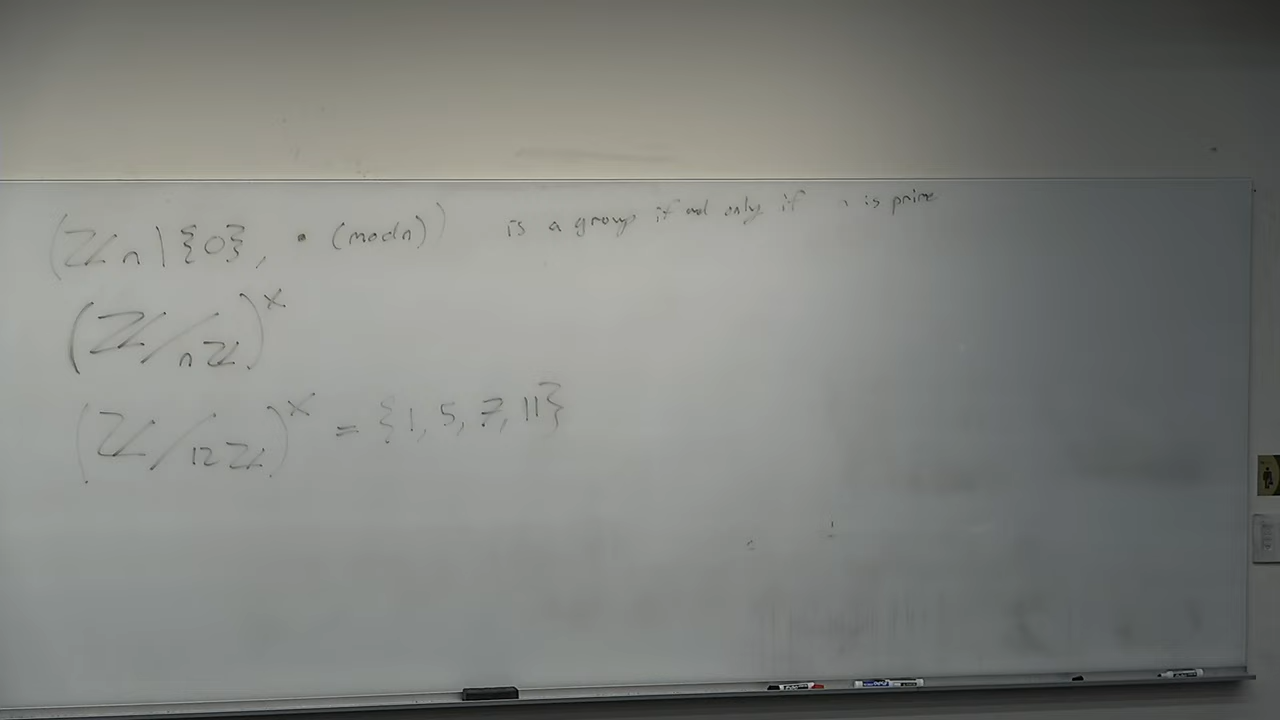 (ℤn \ {0}, • (mod n)) is a group if and only if n is prime
(ℤ/nℤ)^×
(ℤ/12ℤ)^× = {1, 5, 7, 11}